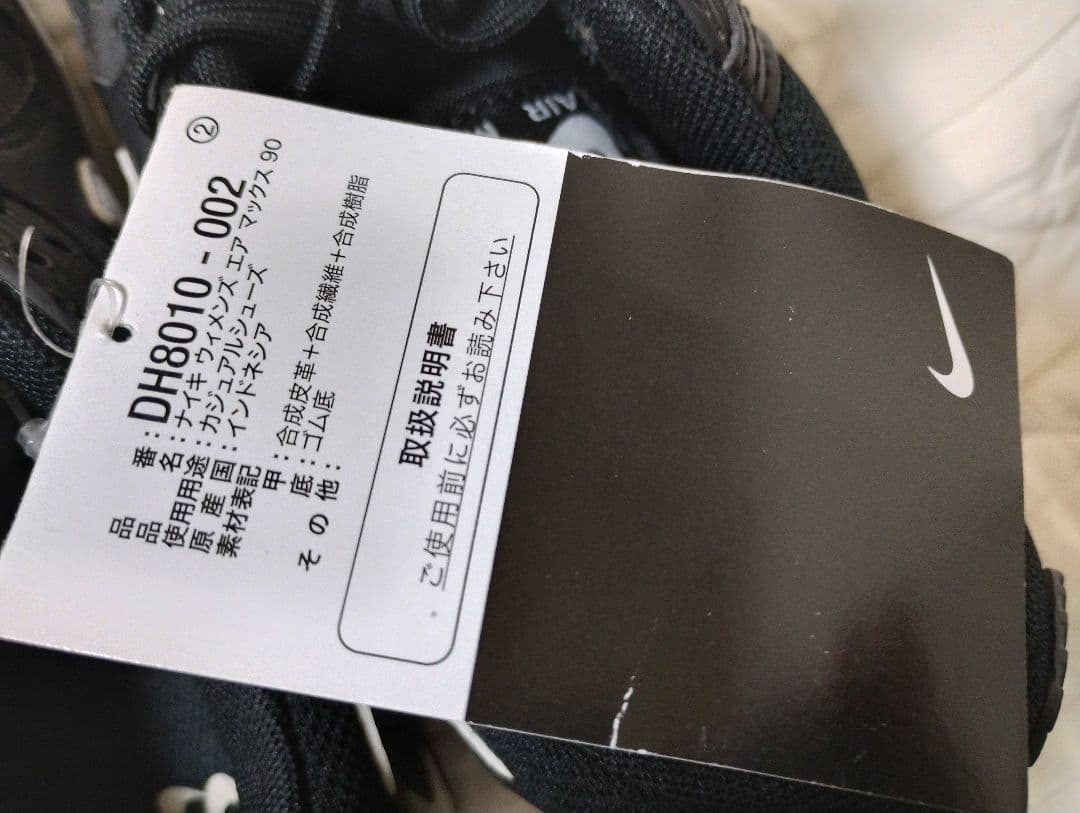 ②
品番：DH8010-002
品名：ナイキ ウィメンズ エア マックス 90
使用用途：カジュアルシューズ
原産国：インドネシア
素材表記
甲：合成皮革＋合成繊維＋合成樹脂
底：ゴム底
その他：
取扱説明書
・ご使用前に必ずお読み下さい
AIR